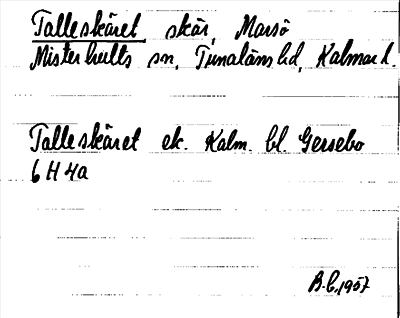 Talleskäret skär, Marsö
Misterhults sn, Tunaläns hd, Kalmar l.
Talleskäret ek. Kalm. bl. Gersebo
6 H 4a
1957